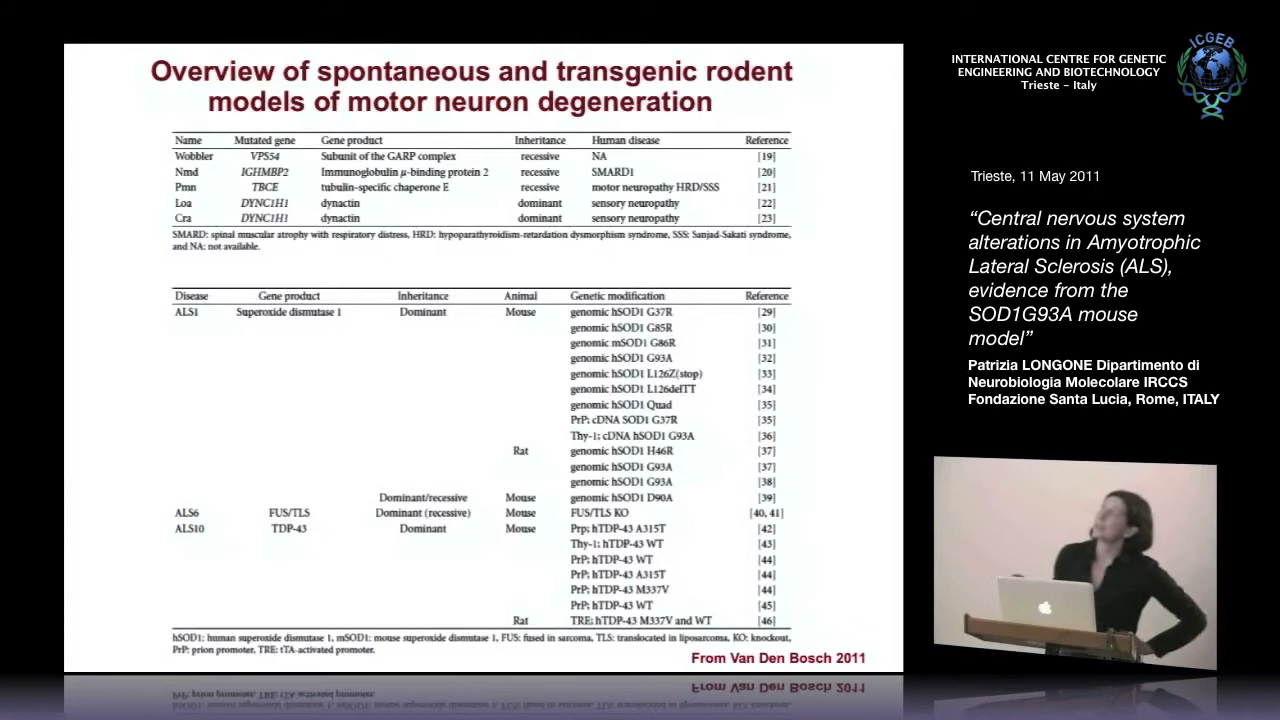 Overview of spontaneous and transgenic rodent
models of motor neuron degeneration
Name Mutated gene Gene product Inheritance Human disease Reference
Wobbler VPS54 Subunit of the GARP complex recessive NA [19]
Nmd IGHMBP2 Immunoglobulin μ-binding protein 2 recessive SMARD1 [20]
Pmn TBCE tubulin-specific chaperone E recessive motor neuropathy HRD/SSS [21]
Loa DYNC1H1 dynactin dominant sensory neuropathy [22]
Cra DYNC1H1 dynactin dominant sensory neuropathy [23]
SMARD: spinal muscular atrophy with respiratory distress, HRD: hypoparathyroidism-retardation dysmorphism syndrome, SSS: Sanjad-Sakati syndrome,
and NA: not available.
Disease Gene product Inheritance Animal Genetic modification Reference
ALS1 Superoxide dismutase 1 Dominant Mouse genomic hSOD1 G37R [29]
genomic hSOD1 G85R [30]
genomic mSOD1 G86R [31]
genomic hSOD1 G93A [32]
genomic hSOD1 L126Z(stop) [33]
genomic hSOD1 L126delTT [34]
genomic hSOD1 Quad [35]
PrP; cDNA SOD1 G37R [35]
Thy-1; cDNA hSOD1 G93A [36]
Rat genomic hSOD1 H46R [37]
genomic hSOD1 G93A [37]
genomic hSOD1 G93A [38]
Dominant/recessive Mouse genomic hSOD1 D90A [39]
ALS6 FUS/TLS Dominant (recessive) Mouse FUS/TLS KO [40, 41]
ALS10 TDP-43 Dominant Mouse Prp; hTDP-43 A315T [42]
Thy-1; hTDP-43 WT [43]
PrP; hTDP-43 WT [44]
PrP; hTDP-43 A315T [44]
PrP; hTDP-43 M337V [44]
PrP; hTDP-43 WT [45]
Rat TRE; hTDP-43 M337V and WT [46]
hSOD1: human superoxide dismutase 1, mSOD1: mouse superoxide dismutase 1, FUS: fused in sarcoma, TLS: translocated in liposarcoma, KO: knockout,
PrP: prion promoter, TRE: tTA-activated promoter.
From Van Den Bosch 2011
INTERNATIONAL CENTRE FOR GENETIC
ENGINEERING AND BIOTECHNOLOGY
Trieste - Italy
ICGEB
Trieste, 11 May 2011
“Central nervous system
alterations in Amyotrophic
Lateral Sclerosis (ALS),
evidence from the
SOD1G93A mouse
model”
Patrizia LONGONE Dipartimento di
Neurobiologia Molecolare IRCCS
Fondazione Santa Lucia, Rome, ITALY